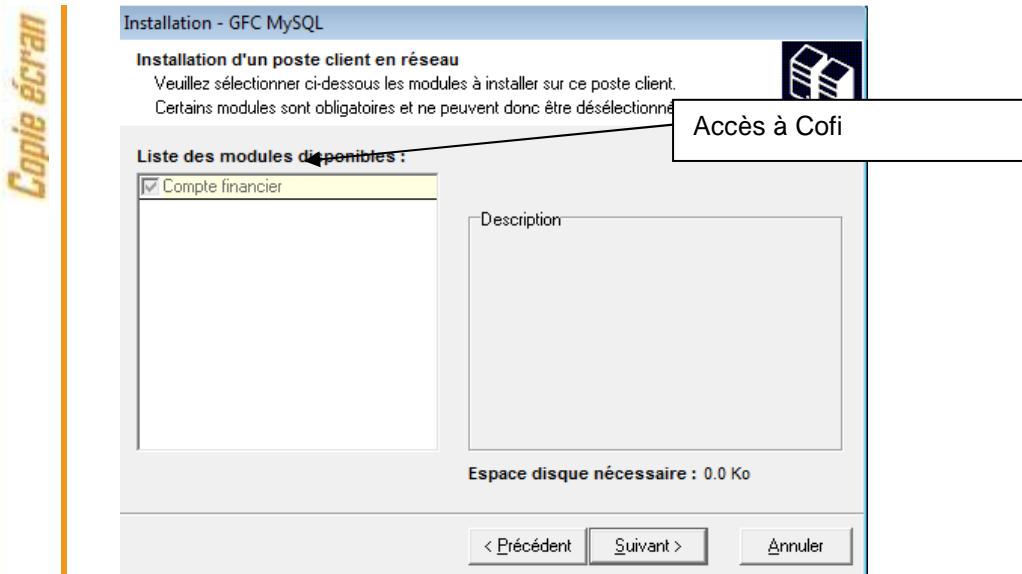 Copie écran
Installation - GFC MySQL
Installation d'un poste client en réseau
Veuillez sélectionner ci-dessous les modules à installer sur ce poste client.
Certains modules sont obligatoires et ne peuvent donc être désélectionné
Accès à Cofi
Liste des modules disponibles :
Compte financier
Description
Espace disque nécessaire : 0.0 Ko
< Précédent
Suivant >
Annuler